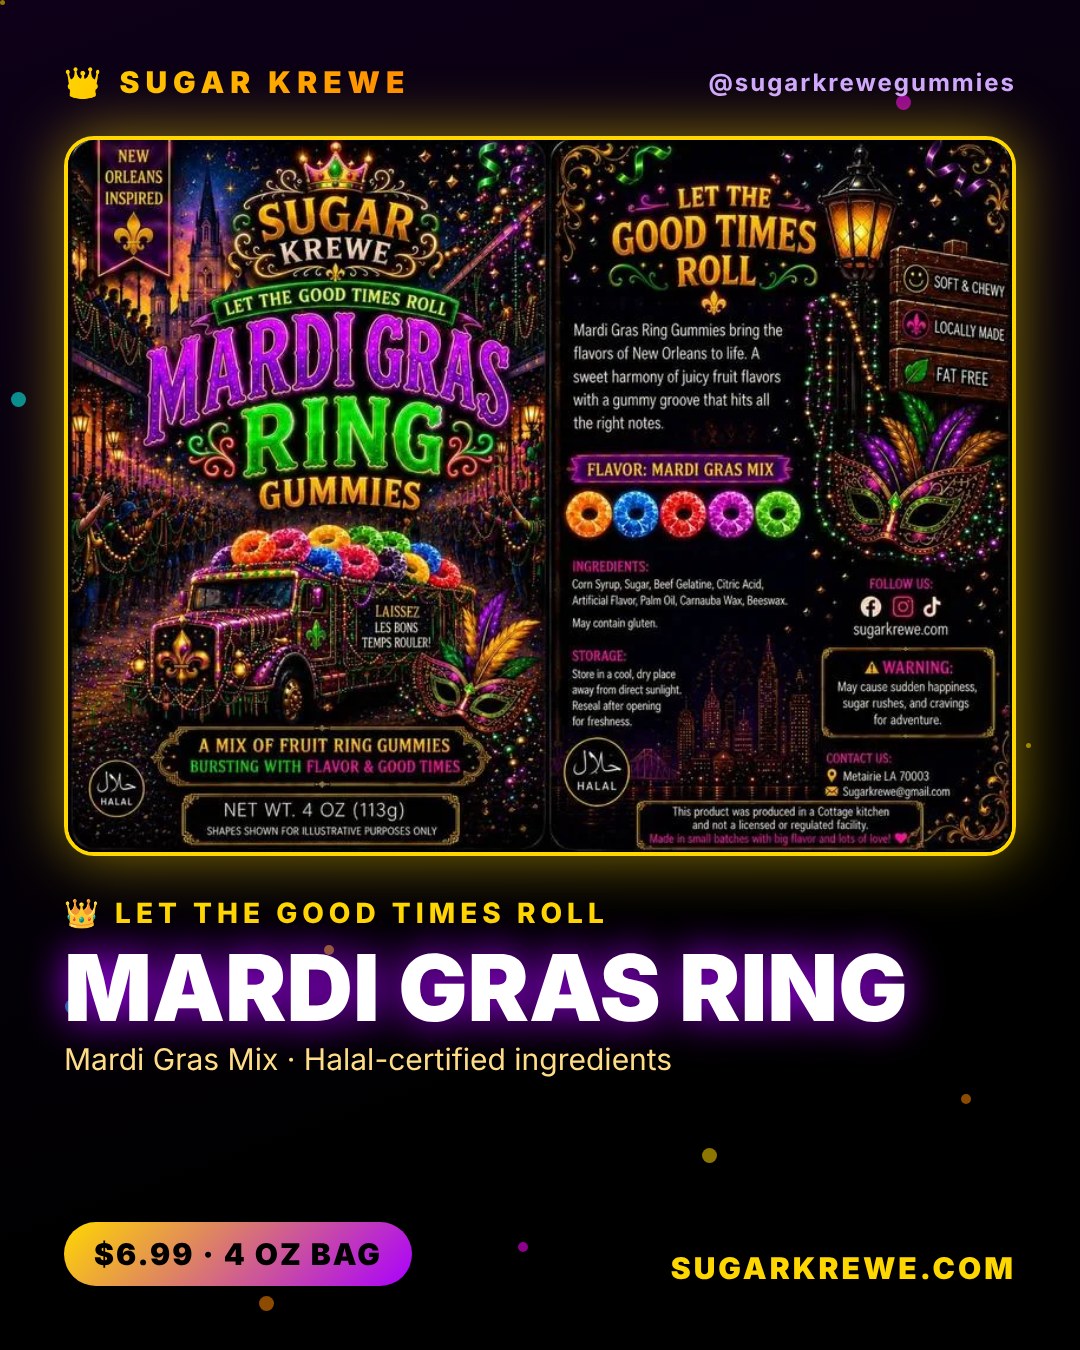 SUGAR KREWE
@sugarkrewegummies
NEW
ORLEANS
INSPIRED
SUGAR
KREWE
LET THE GOOD TIMES ROLL
MARDI GRAS
RING
GUMMIES
LAISSEZ
LES BONS
TEMPS ROULER!
A MIX OF FRUIT RING GUMMIES
BURSTING WITH FLAVOR & GOOD TIMES
حلال
HALAL
NET WT. 4 OZ (113g)
SHAPES SHOWN FOR ILLUSTRATIVE PURPOSES ONLY
LET THE
GOOD TIMES
ROLL
SOFT & CHEWY
LOCALLY MADE
FAT FREE
Mardi Gras Ring Gummies bring the
flavors of New Orleans to life. A
sweet harmony of juicy fruit flavors
with a gummy groove that hits all
the right notes.
FLAVOR: MARDI GRAS MIX
INGREDIENTS:
Corn Syrup, Sugar, Beef Gelatine, Citric Acid,
Artificial Flavor, Palm Oil, Carnauba Wax, Beeswax.
May contain gluten.
STORAGE:
Store in a cool, dry place
away from direct sunlight.
Reseal after opening
for freshness.
حلال
HALAL
FOLLOW US:
sugarkrewe.com
WARNING:
May cause sudden happiness,
sugar rushes, and cravings
for adventure.
CONTACT US:
Metairie LA 70003
Sugarkrewe@gmail.com
This product was produced in a Cottage kitchen
and not a licensed or regulated facility.
Made in small batches with big flavor and lots of love!
LET THE GOOD TIMES ROLL
MARDI GRAS RING
Mardi Gras Mix · Halal-certified ingredients
$6.99 · 4 OZ BAG
SUGARKREWE.COM